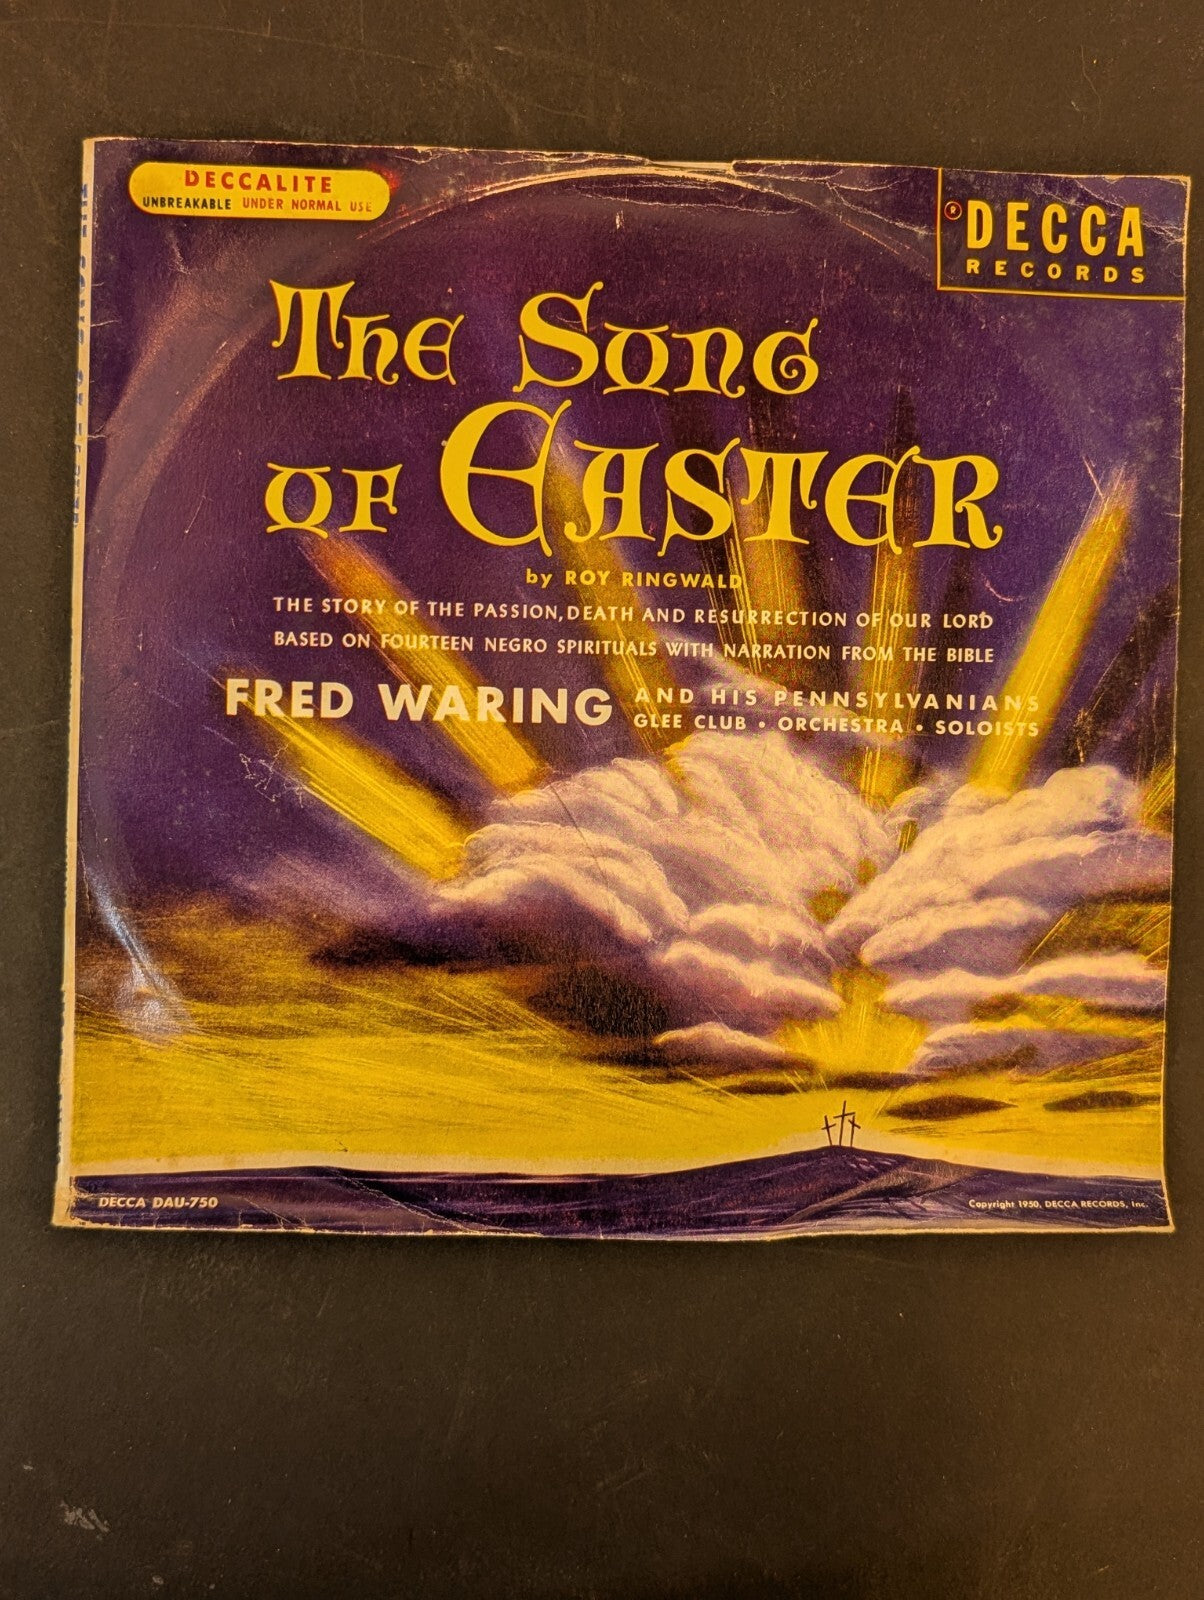 DECCALITE
UNBREAKABLE UNDER NORMAL USE
® DECCA
RECORDS
The Song
of Easter
by ROY RINGWALD
THE STORY OF THE PASSION, DEATH AND RESURRECTION OF OUR LORD
BASED ON FOURTEEN NEGRO SPIRITUALS WITH NARRATION FROM THE BIBLE
FRED WARING AND HIS PENNSYLVANIANS
GLEE CLUB • ORCHESTRA • SOLOISTS
DECCA DAU-750
Copyright 1950, DECCA RECORDS, Inc.